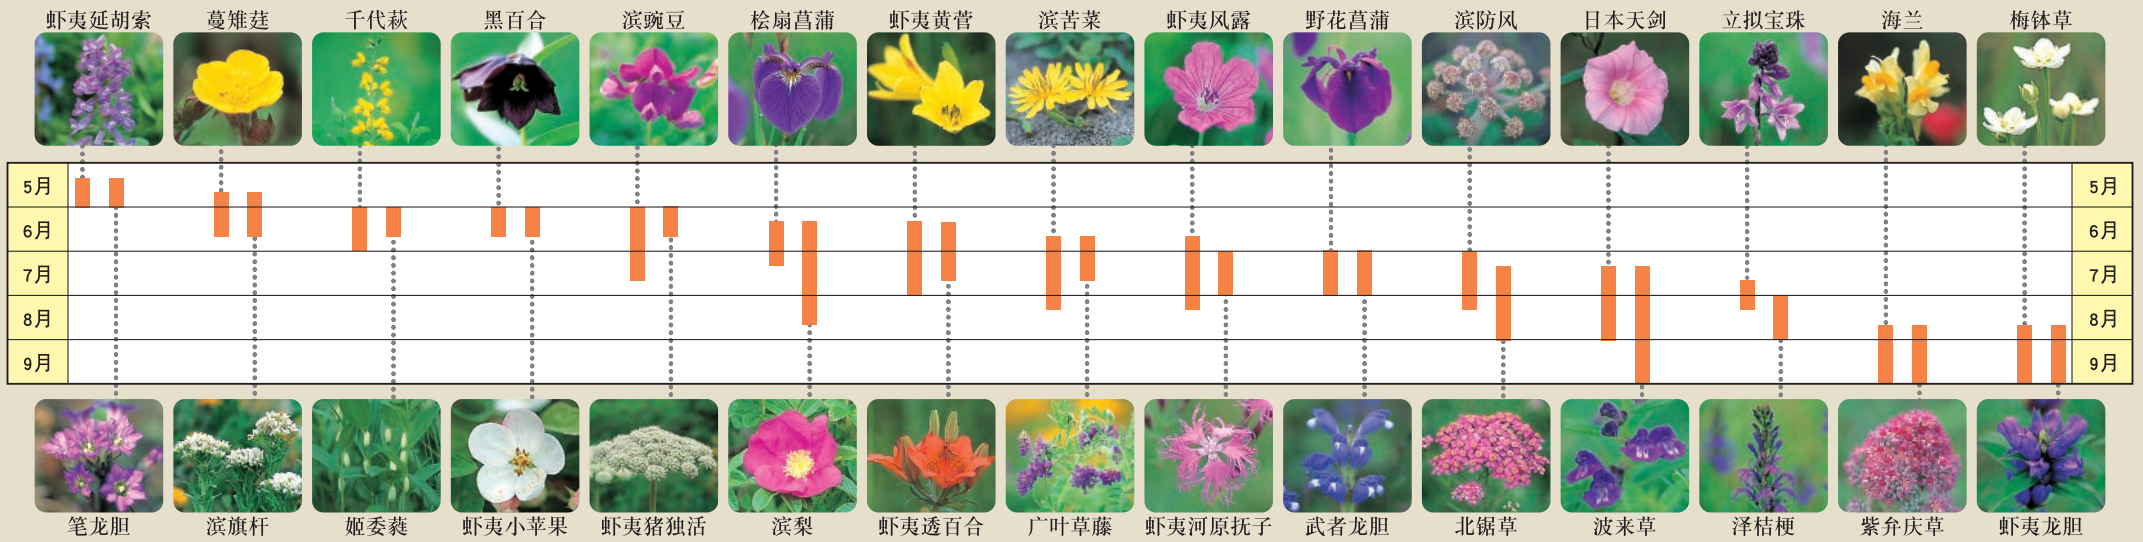 虾夷延胡索 蔓雉莛 千代萩 黑百合 滨豌豆 桧扇菖蒲 虾夷黄菅 滨苦菜 虾夷风露 野花菖蒲 滨防风 日本天剑 立拟宝珠 海兰 梅钵草
5月 5月
6月 6月
7月 7月
8月 8月
9月 9月
笔龙胆 滨旗杆 姬委蕤 虾夷小苹果 虾夷猪独活 滨梨 虾夷透百合 广叶草藤 虾夷河原抚子 武者龙胆 北锯草 波来草 泽桔梗 紫弁庆草 虾夷龙胆